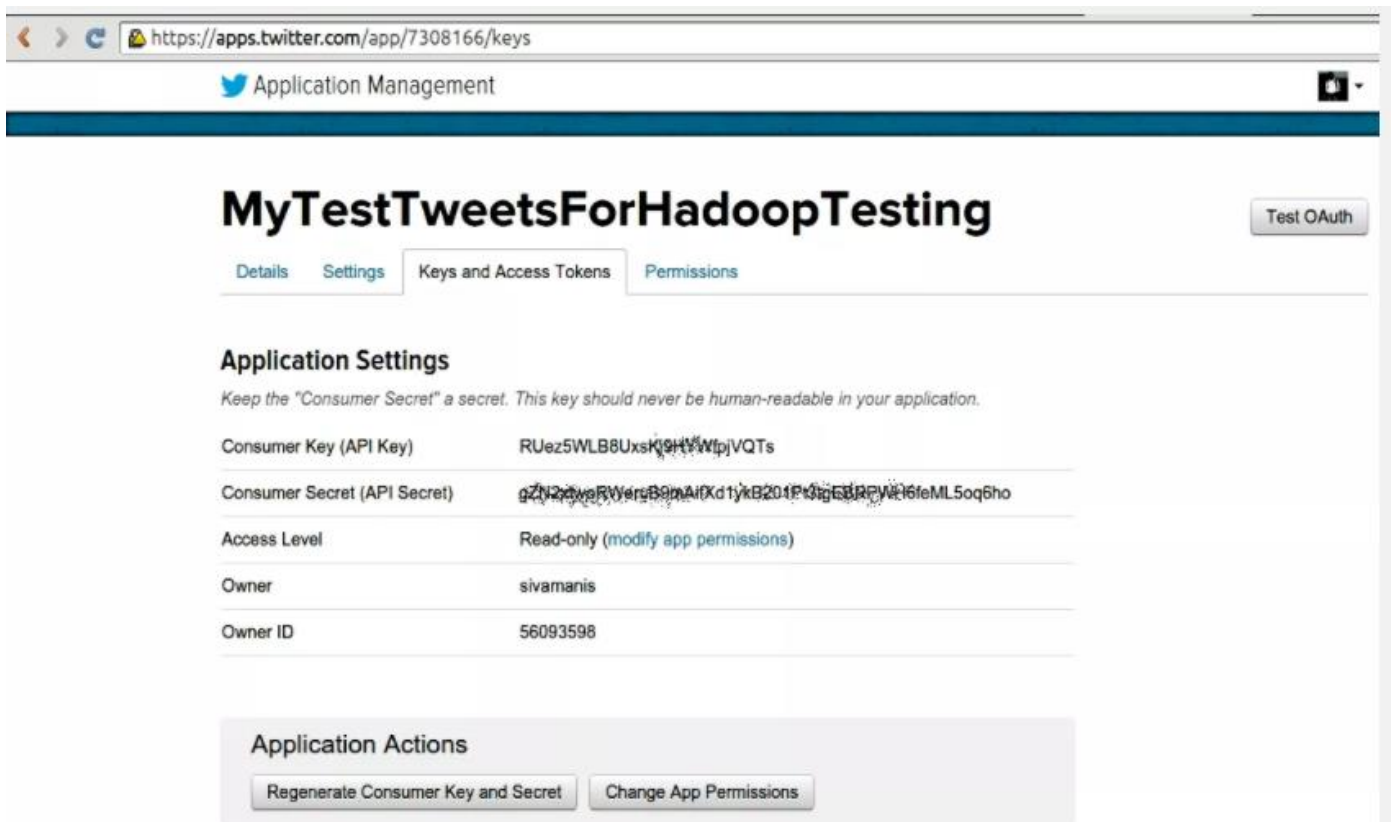 https://apps.twitter.com/app/7308166/keys
Application Management
MyTestTweetsForHadoopTesting
Test OAuth
Details Settings Keys and Access Tokens Permissions
Application Settings
Keep the "Consumer Secret" a secret. This key should never be human-readable in your application.
Consumer Key (API Key)
Consumer Secret (API Secret)
Access Level Read-only (modify app permissions)
Owner sivamanis
Owner ID 56093598
Application Actions
Regenerate Consumer Key and Secret Change App Permissions